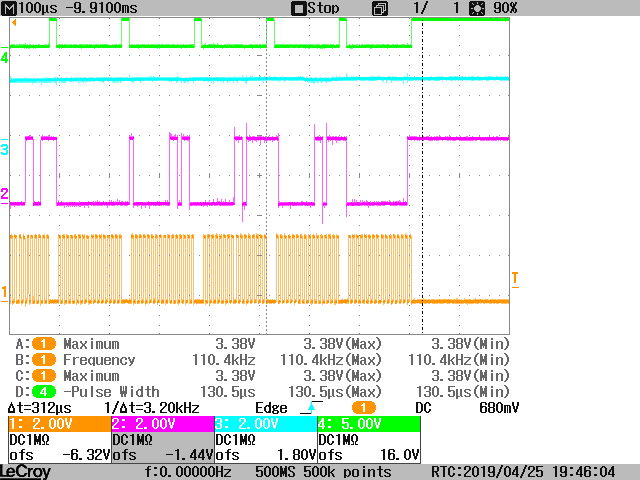 M 100μs -9.9100ms Stop 1/ 1 90%
4
3
2
1 T
A: 1 Maximum 3.38V 3.38V(Max) 3.38V(Min)
B: 1 Frequency 110.4kHz 110.4kHz(Max) 110.4kHz(Min)
C: 1 Maximum 3.38V 3.38V(Max) 3.38V(Min)
D: 4 -Pulse Width 130.5μs 130.5μs(Max) 130.5μs(Min)
Δt=312μs 1/Δt=3.20kHz Edge 1 DC 680mV
1: 2.00V 2: 2.00V 3: 2.00V 4: 5.00V
DC1MΩ DC1MΩ DC1MΩ DC1MΩ
ofs -6.32V ofs -1.44V ofs 1.80V ofs 16.0V
LeCroy f:0.00000Hz 500MS 500k points RTC:2019/04/25 19:46:04